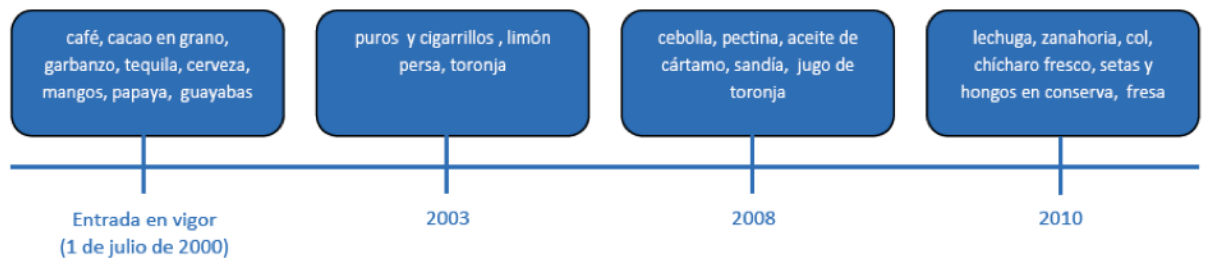 café, cacao en grano,
garbanzo, tequila, cerveza,
mangos, papaya, guayabas
puros y cigarrillos , limón
persa, toronja
cebolla, pectina, aceite de
cártamo, sandía, jugo de
toronja
lechuga, zanahoria, col,
chícharo fresco, setas y
hongos en conserva, fresa
Entrada en vigor
(1 de julio de 2000)
2003
2008
2010